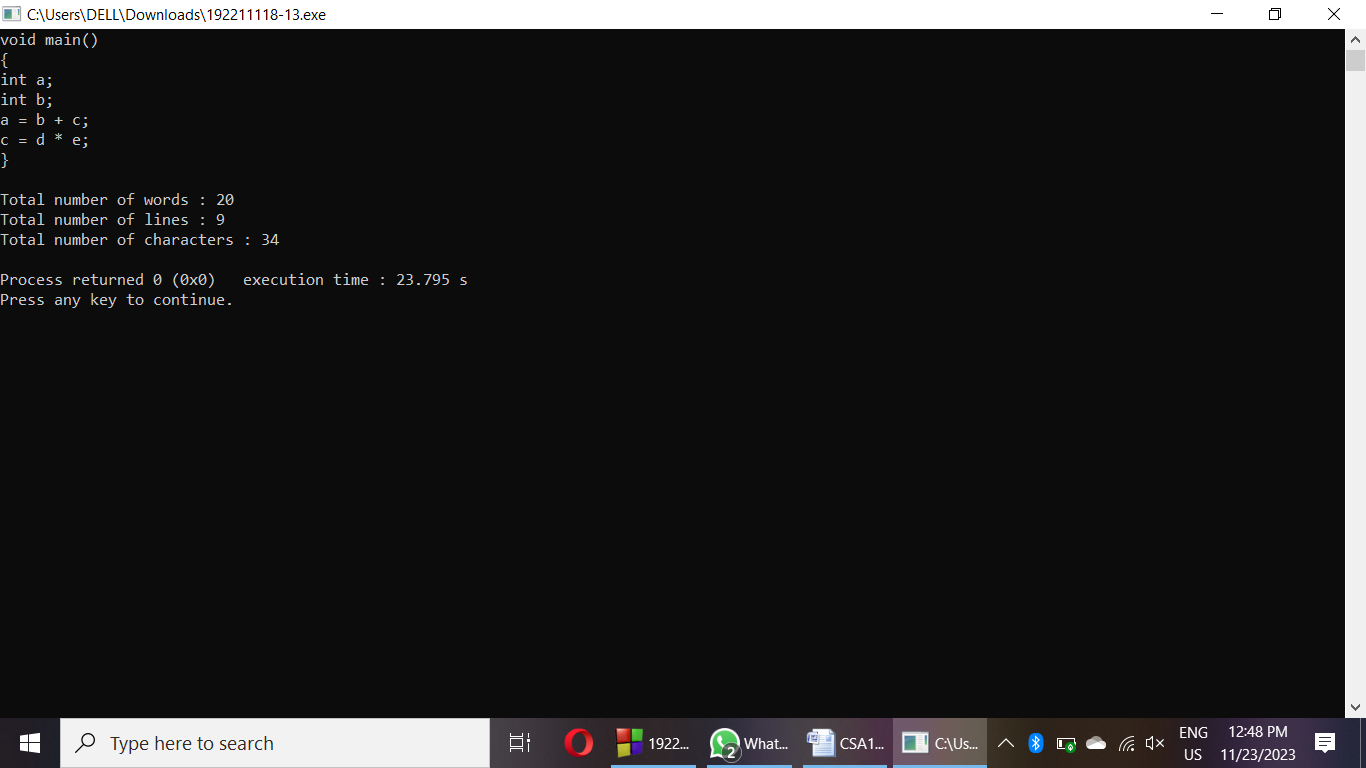 C:\Users\DELL\Downloads\192211118-13.exe
void main()
{
int a;
int b;
a = b + c;
c = d * e;
}
Total number of words : 20
Total number of lines : 9
Total number of characters : 34
Process returned 0 (0x0)   execution time : 23.795 s
Press any key to continue.
Type here to search
1922...
2
What...
CSA1...
C:\Us...
ENG
US
12:48 PM
11/23/2023